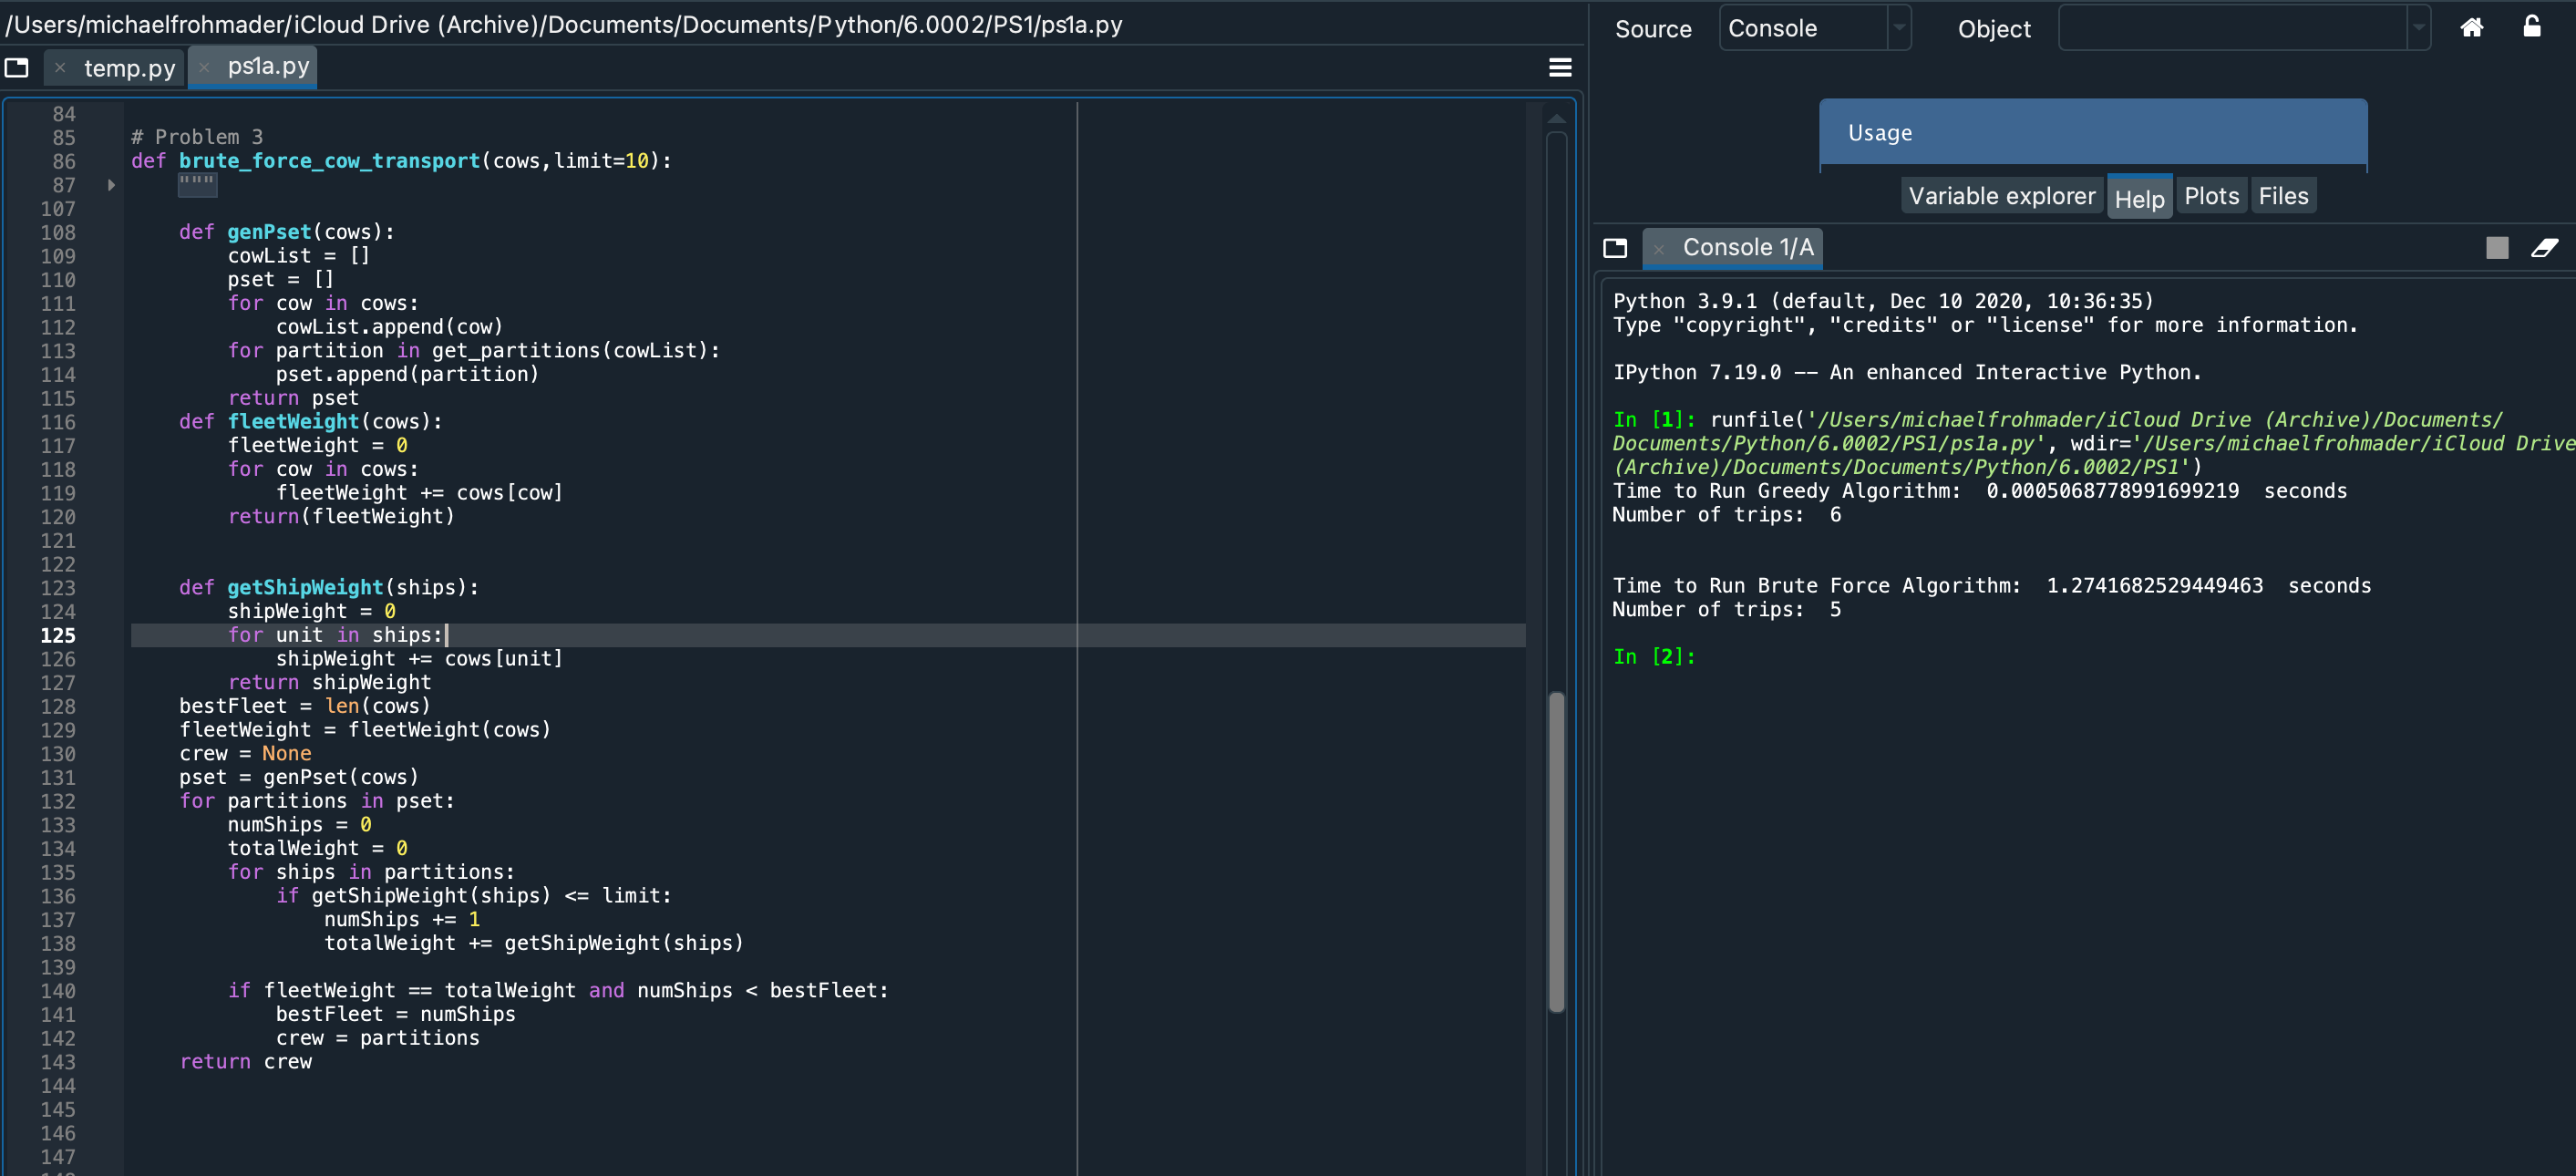 /Users/michaelfrohmader/iCloud Drive (Archive)/Documents/Documents/Python/6.0002/PS1/ps1a.py
temp.py
ps1a.py
84
85 # Problem 3
86 def brute_force_cow_transport(cows,limit=10):
87 """
107
108 def genPset(cows):
109 cowList = []
110 pset = []
111 for cow in cows:
112 cowList.append(cow)
113 for partition in get_partitions(cowList):
114 pset.append(partition)
115 return pset
116 def fleetWeight(cows):
117 fleetWeight = 0
118 for cow in cows:
119 fleetWeight += cows[cow]
120 return(fleetWeight)
121
122
123 def getShipWeight(ships):
124 shipWeight = 0
125 for unit in ships:
126 shipWeight += cows[unit]
127 return shipWeight
128 bestFleet = len(cows)
129 fleetWeight = fleetWeight(cows)
130 crew = None
131 pset = genPset(cows)
132 for partitions in pset:
133 numShips = 0
134 totalWeight = 0
135 for ships in partitions:
136 if getShipWeight(ships) <= limit:
137 numShips += 1
138 totalWeight += getShipWeight(ships)
139
140 if fleetWeight == totalWeight and numShips < bestFleet:
141 bestFleet = numShips
142 crew = partitions
143 return crew
144
145
146
147
Source Console Object
Usage
Variable explorer Help Plots Files
Console 1/A
Python 3.9.1 (default, Dec 10 2020, 10:36:35)
Type "copyright", "credits" or "license" for more information.
IPython 7.19.0 -- An enhanced Interactive Python.
In [1]: runfile('/Users/michaelfrohmader/iCloud Drive (Archive)/Documents/
Documents/Python/6.0002/PS1/ps1a.py', wdir='/Users/michaelfrohmader/iCloud Drive
(Archive)/Documents/Documents/Python/6.0002/PS1')
Time to Run Greedy Algorithm:  0.0005068778991699219  seconds
Number of trips:  6
Time to Run Brute Force Algorithm:  1.2741682529449463  seconds
Number of trips:  5
In [2]: